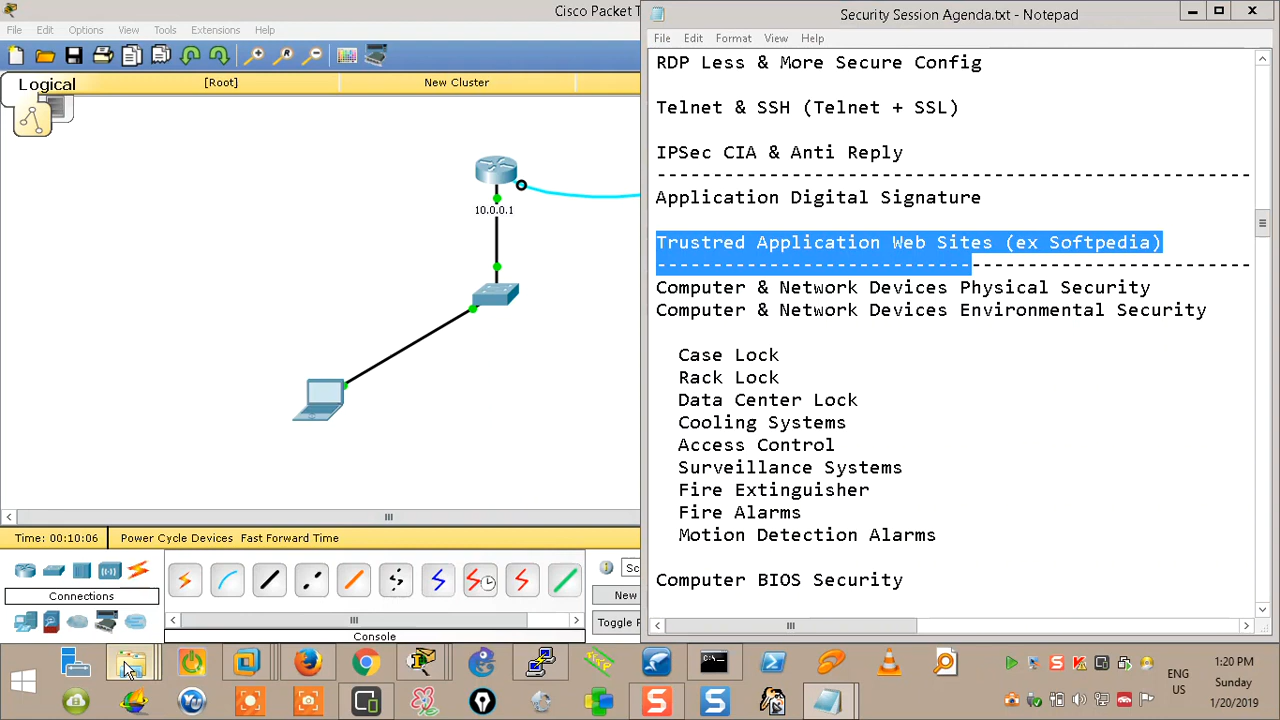 Cisco Packet T
File Edit Options View Tools Extensions Help
Logical
[Root]
New Cluster
10.0.0.1
Time: 00:10:06
Power Cycle Devices Fast Forward Time
Connections
Sc
New
Toggle P
Console
Security Session Agenda.txt - Notepad
File Edit Format View Help
RDP Less & More Secure Config
Telnet & SSH (Telnet + SSL)
IPSec CIA & Anti Reply
-----------------------------------------------------
Application Digital Signature
Trustred Application Web Sites (ex Softpedia)
-----------------------------------------------------
Computer & Network Devices Physical Security
Computer & Network Devices Environmental Security
Case Lock
Rack Lock
Data Center Lock
Cooling Systems
Access Control
Surveillance Systems
Fire Extinguisher
Fire Alarms
Motion Detection Alarms
Computer BIOS Security
ENG
US
1:20 PM
Sunday
1/20/2019